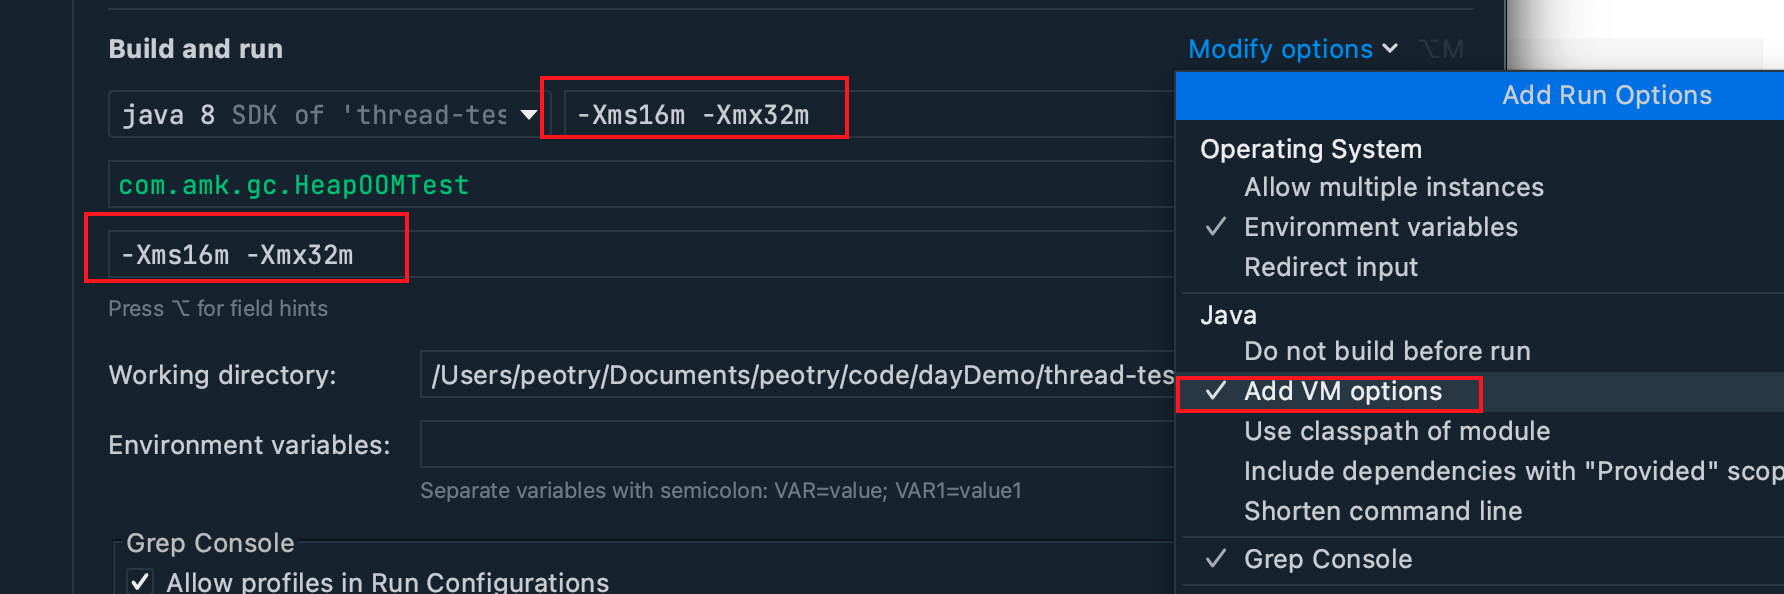 Build and run
Modify options ⌥M
java 8 SDK of 'thread-tes
-Xms16m -Xmx32m
com.amk.gc.HeapOOMTest
-Xms16m -Xmx32m
Press ⌥ for field hints
Working directory: /Users/peotry/Documents/peotry/code/dayDemo/thread-tes
Environment variables:
Separate variables with semicolon: VAR=value; VAR1=value1
Grep Console
Allow profiles in Run Configurations
Add Run Options
Operating System
Allow multiple instances
Environment variables
Redirect input
Java
Do not build before run
Add VM options
Use classpath of module
Include dependencies with "Provided" scop
Shorten command line
Grep Console